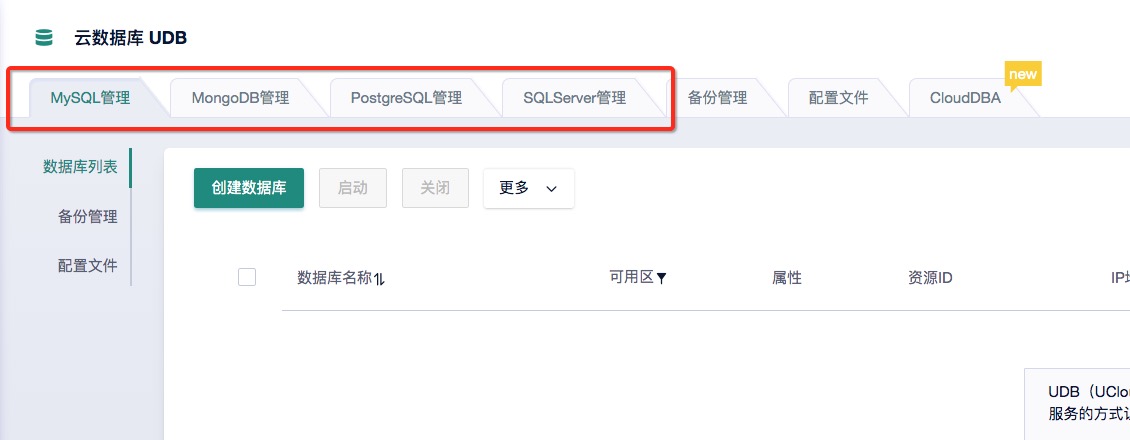 云数据库 UDB
new
MySQL管理 MongoDB管理 PostgreSQL管理 SQLServer管理 备份管理 配置文件 CloudDBA
数据库列表
创建数据库 启动 关闭 更多
备份管理
配置文件
数据库名称 可用区 属性 资源ID IP
UDB（UClou
服务的方式